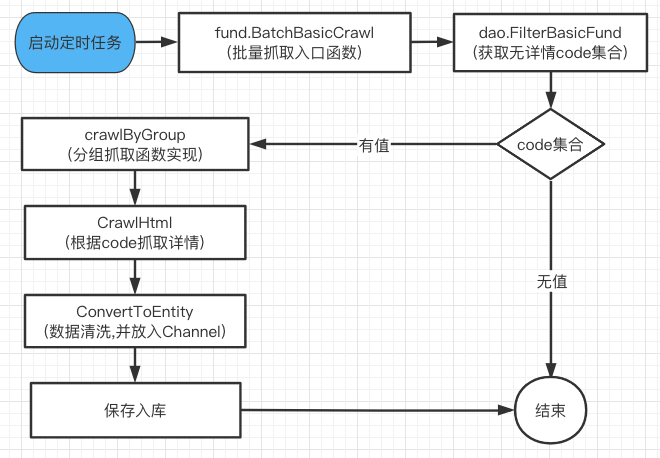 启动定时任务
fund.BatchBasicCrawl
(批量抓取入口函数)
dao.FilterBasicFund
(获取无详情code集合)
code集合
有值
crawlByGroup
(分组抓取函数实现)
CrawlHtml
(根据code抓取详情)
无值
ConvertToEntity
(数据清洗,并放入Channel)
保存入库
结束